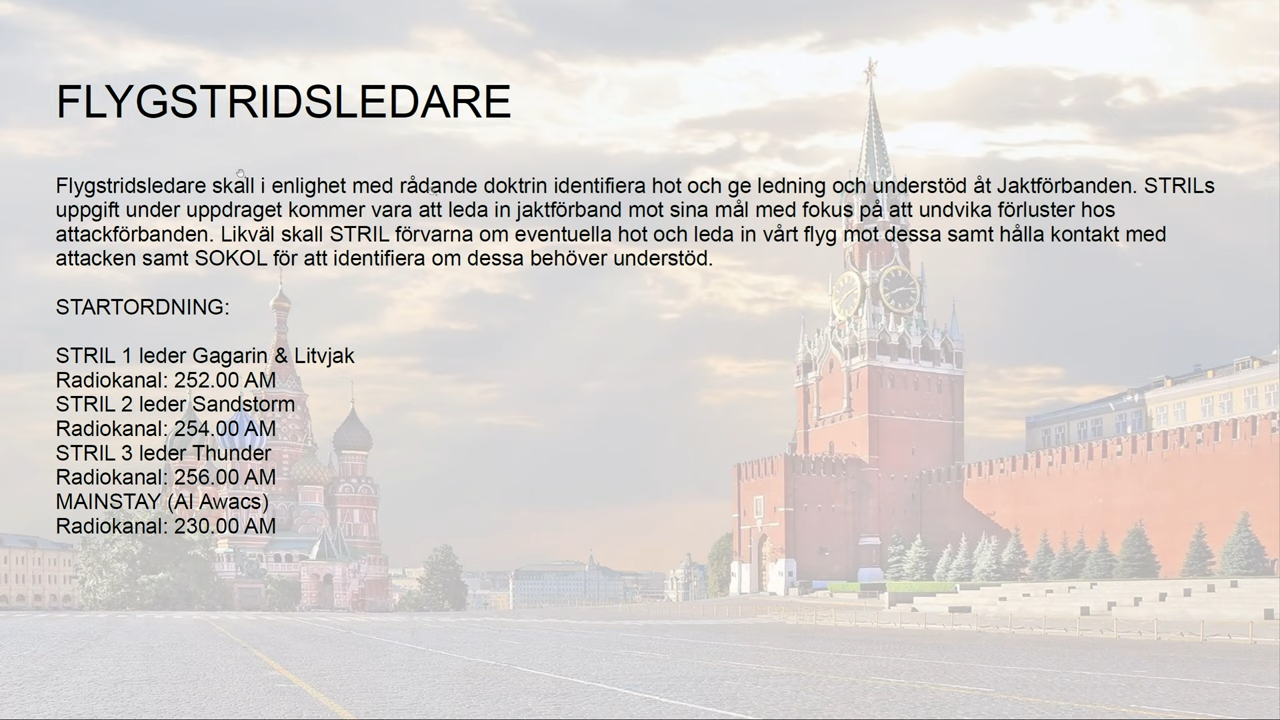 FLYGSTRIDSLEDARE
Flygstridsledare skall i enlighet med rådande doktrin identifiera hot och ge ledning och understöd åt Jaktförbanden. STRILs
uppgift under uppdraget kommer vara att leda in jaktförband mot sina mål med fokus på att undvika förluster hos
attackförbanden. Likväl skall STRIL förvarna om eventuella hot och leda in vårt flyg mot dessa samt hålla kontakt med
attacken samt SOKOL för att identifiera om dessa behöver understöd.
STARTORDNING:
STRIL 1 leder Gagarin & Litvjak
Radiokanal: 252.00 AM
STRIL 2 leder Sandstorm
Radiokanal: 254.00 AM
STRIL 3 leder Thunder
Radiokanal: 256.00 AM
MAINSTAY (AI Awacs)
Radiokanal: 230.00 AM